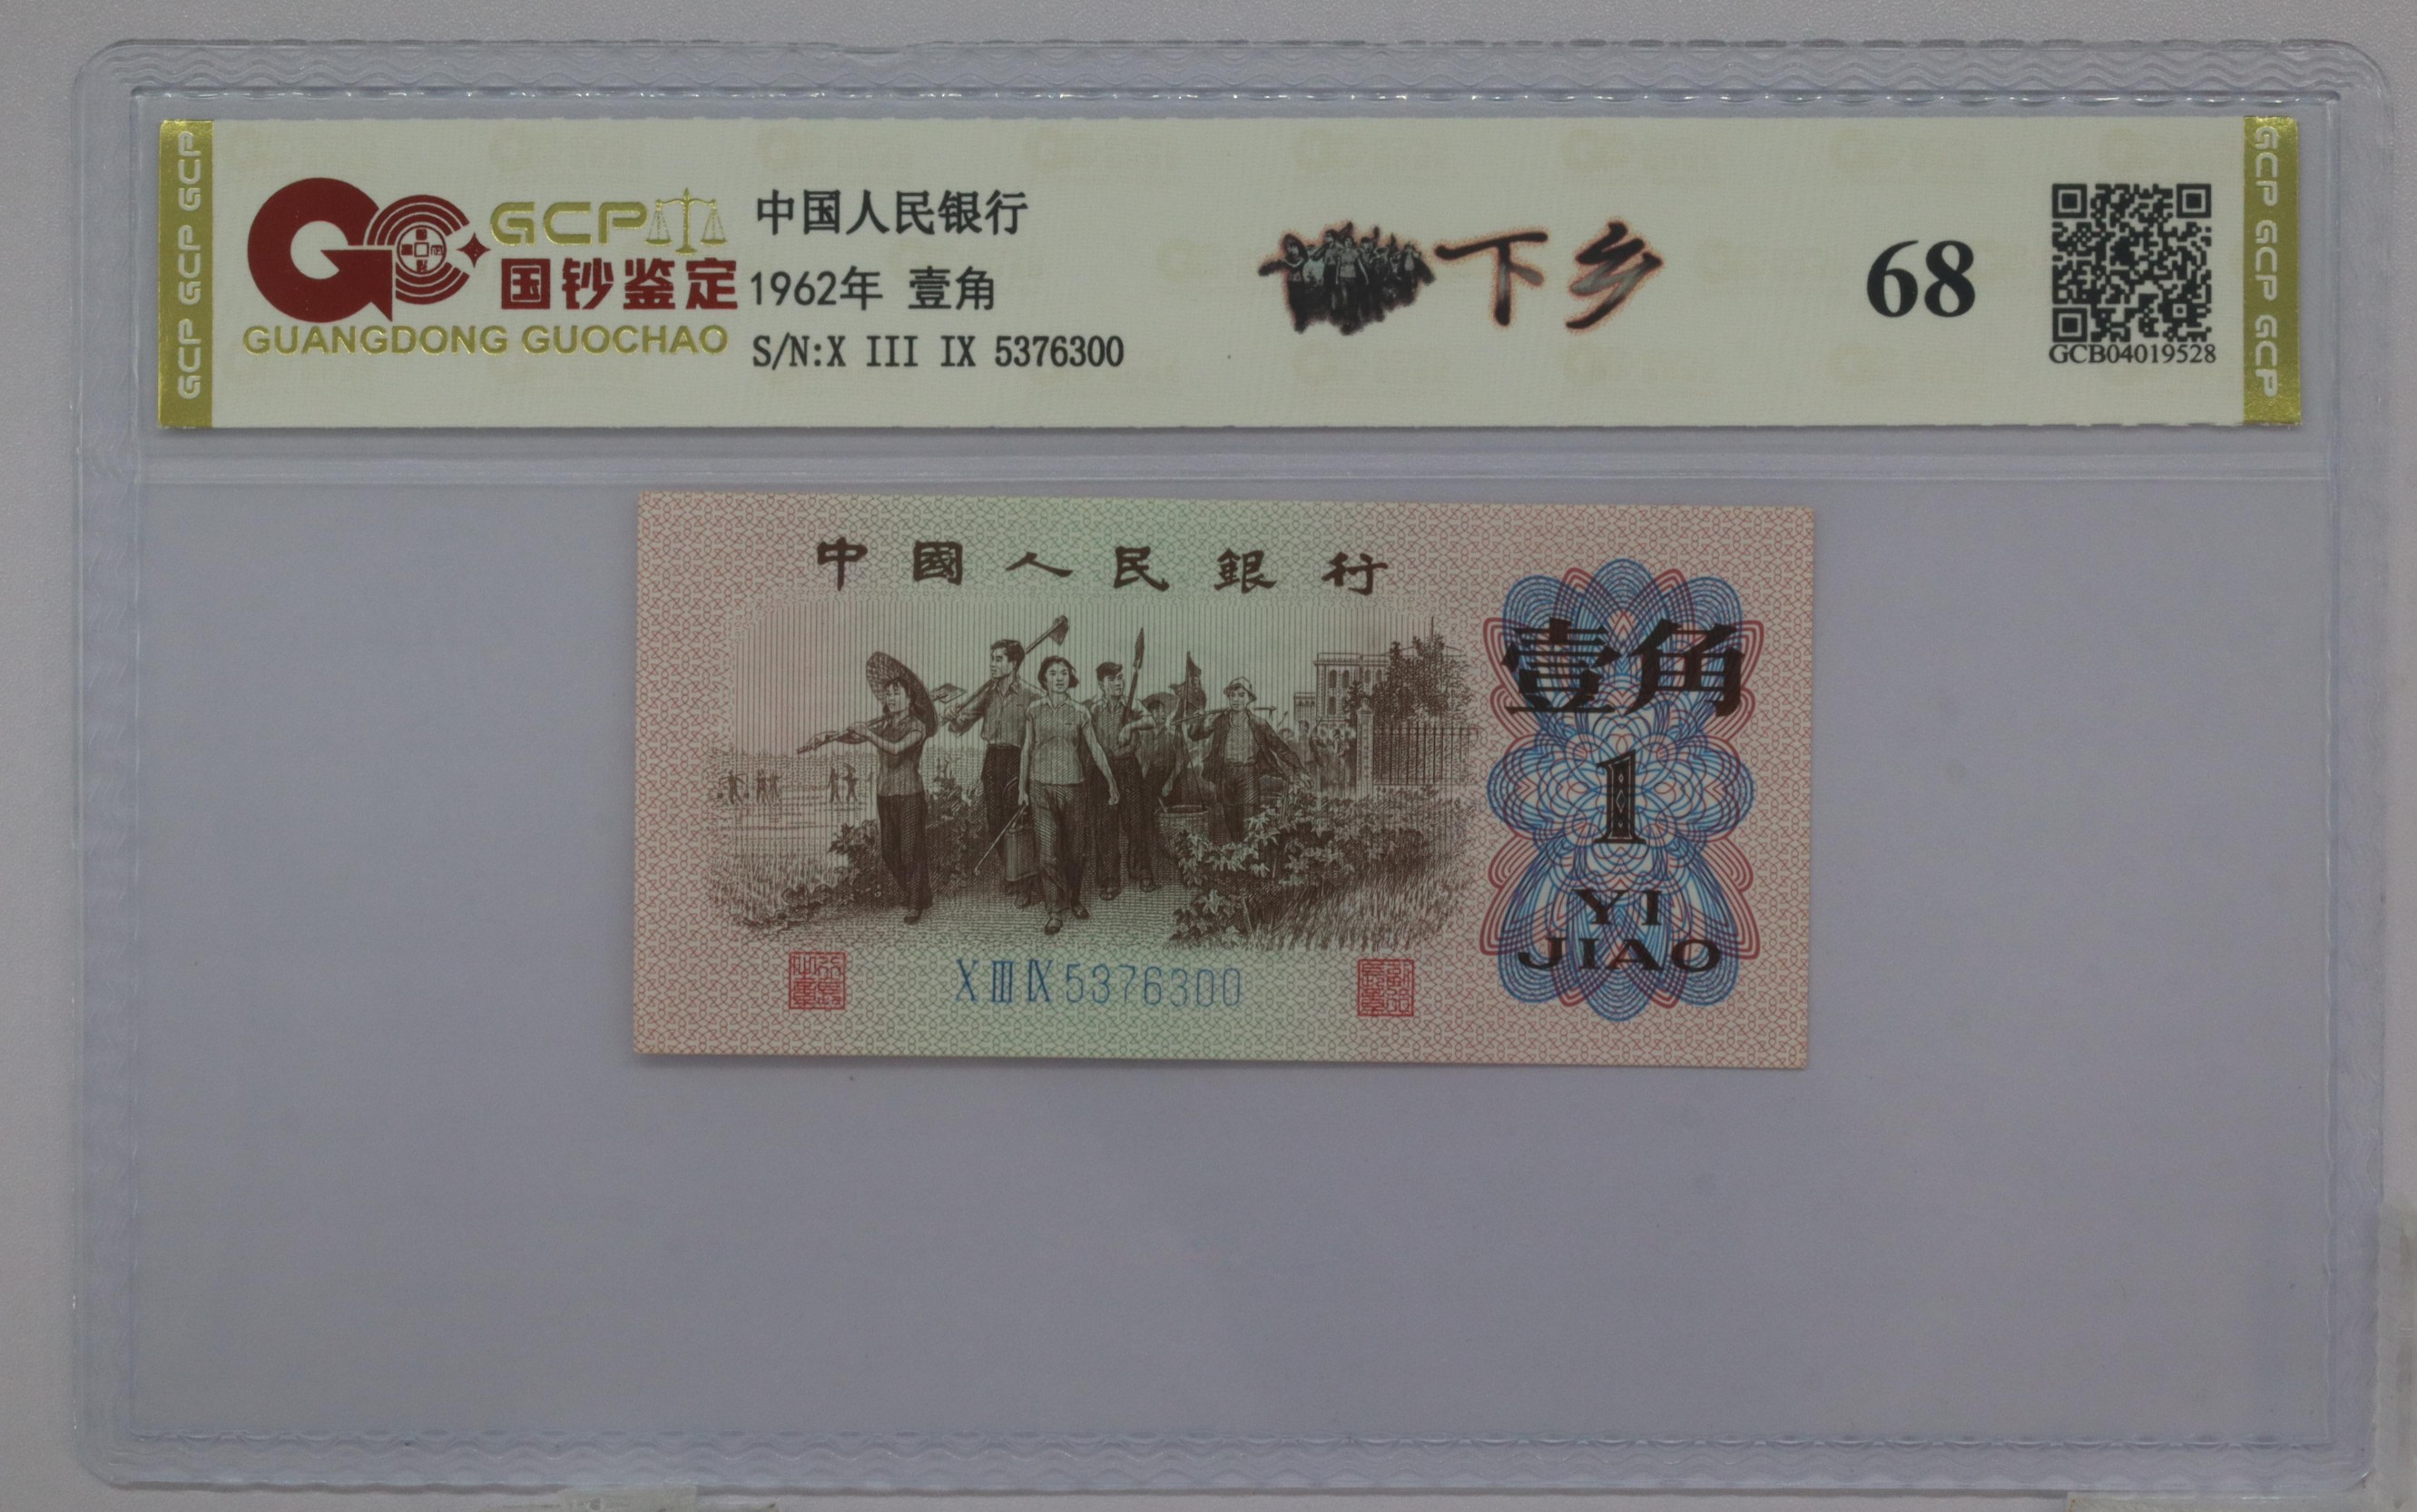 GCP GCP GCP
GCP
国钞鉴定
GUANGDONG GUOCHAO
中国人民银行
1962年 壹角
S/N:X III IX 5376300
下乡
68
GCB04019528
GCP GCP GCP
中國人民銀行
壹角
1
YI
JIAO
X III IX 5376300